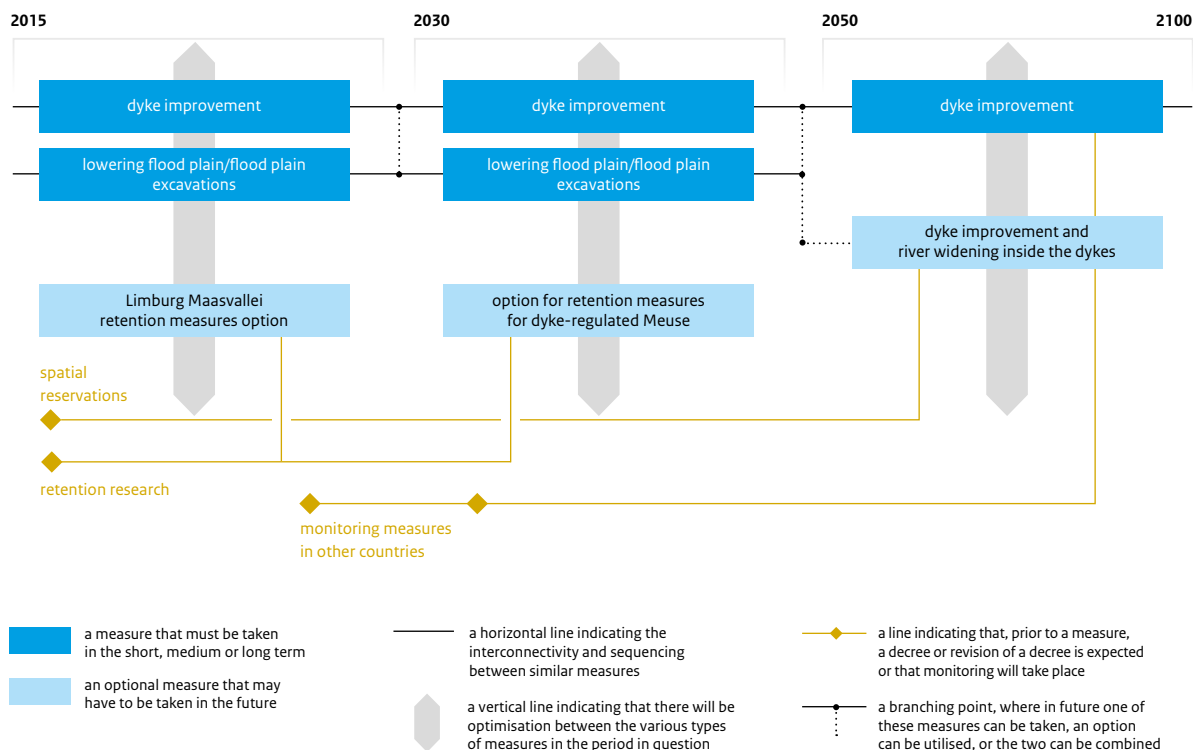 2015
2030
2050
2100
dyke improvement
dyke improvement
dyke improvement
lowering flood plain/flood plain
excavations
lowering flood plain/flood plain
excavations
dyke improvement and
river widening inside the dykes
Limburg Maasvallei
retention measures option
option for retention measures
for dyke-regulated Meuse
spatial
reservations
retention research
monitoring measures
in other countries
a measure that must be taken
in the short, medium or long term
an optional measure that may
have to be taken in the future
a horizontal line indicating the
interconnectivity and sequencing
between similar measures
a vertical line indicating that there will be
optimisation between the various types
of measures in the period in question
a line indicating that, prior to a measure,
a decree or revision of a decree is expected
or that monitoring will take place
a branching point, where in future one of
these measures can be taken, an option
can be utilised, or the two can be combined